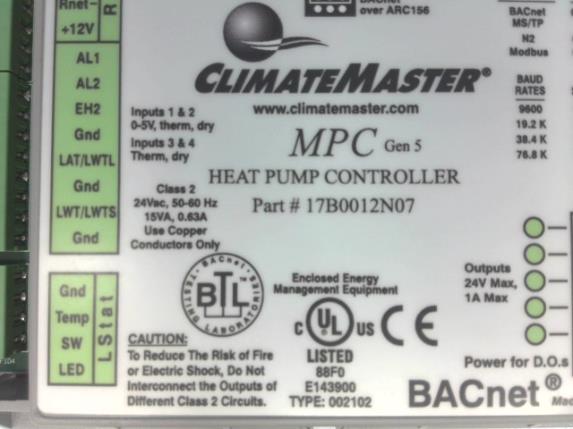 Rnet-
+12V
R
BACnet
over ARC156
BACnet
MS/TP
N2
Modbus
BAUD
RATES
9600
19.2 K
38.4 K
76.8 K
AL1
AL2
EH2
Gnd
LAT/LWTL
Gnd
LWT/LWTS
Gnd
CLIMATEMASTER®
www.climatemaster.com
Inputs 1 & 2
0-5V, therm, dry
Inputs 3 & 4
Therm, dry
MPC Gen 5
HEAT PUMP CONTROLLER
Part # 17B0012N07
Class 2
24Vac, 50-60 Hz
15VA, 0.63A
Use Copper
Conductors Only
BACnet
BTL
TESTING LABORATORIES
Enclosed Energy
Management Equipment
C UL US CE
LISTED
88F0
E143900
TYPE: 002102
Outputs
24V Max,
1A Max
Gnd
Temp
SW
LED
LStat
CAUTION:
To Reduce The Risk of Fire
or Electric Shock, Do Not
Interconnect the Outputs of
Different Class 2 Circuits.
Power for D.O.s
BACnet®